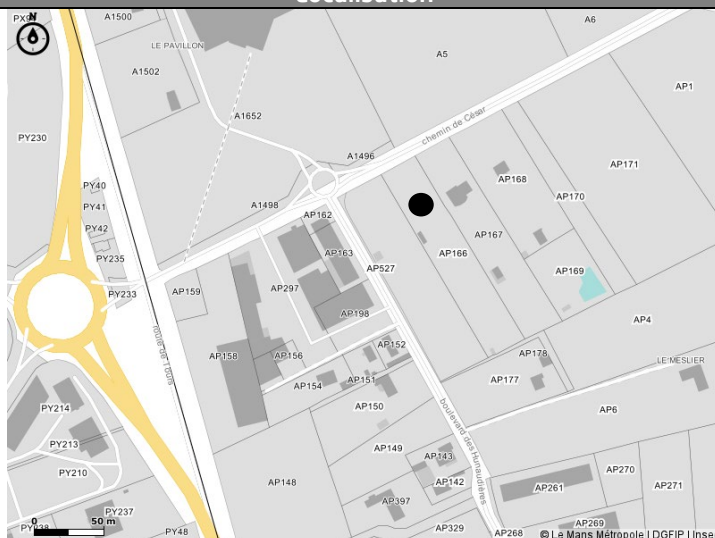 Localisation
PX9
A1500
A6
N
LE PAVILLON
A5
A1502
AP1
A1652
PY230
chemin de César
A1496
AP171
AP168
PY40
AP170
PY41
A1498
AP162
AP167
PY42
AP163
AP166
PY235
AP527
AP169
PY233
AP159
AP297
AP198
AP4
route de Tours
AP158
AP156
AP152
AP178
LE MESLIER
AP154
AP151
AP177
PY214
AP150
AP6
boulevard des Hunaudières
PY213
AP149
AP143
PY210
AP148
AP142
AP270
AP261
AP271
AP397
PY237
0
50 m
PY238
PY48
AP329
AP268
AP269
© Le Mans Métropole | DGFIP | Inse